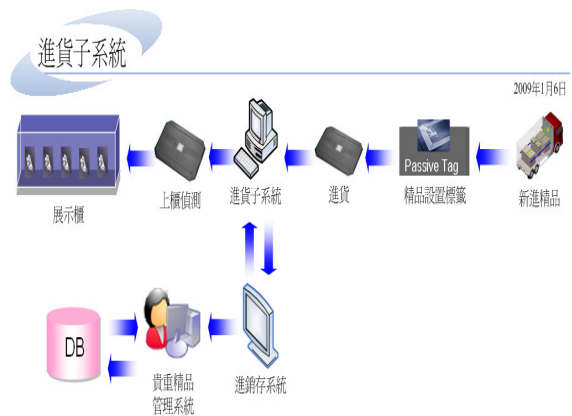 進貨子系統
2009年1月6日
Passive Tag
展示櫃
上櫃偵測
進貨子系統
進貨
精品設置標籤
新進精品
DB
貴重精品
管理系統
進銷存系統